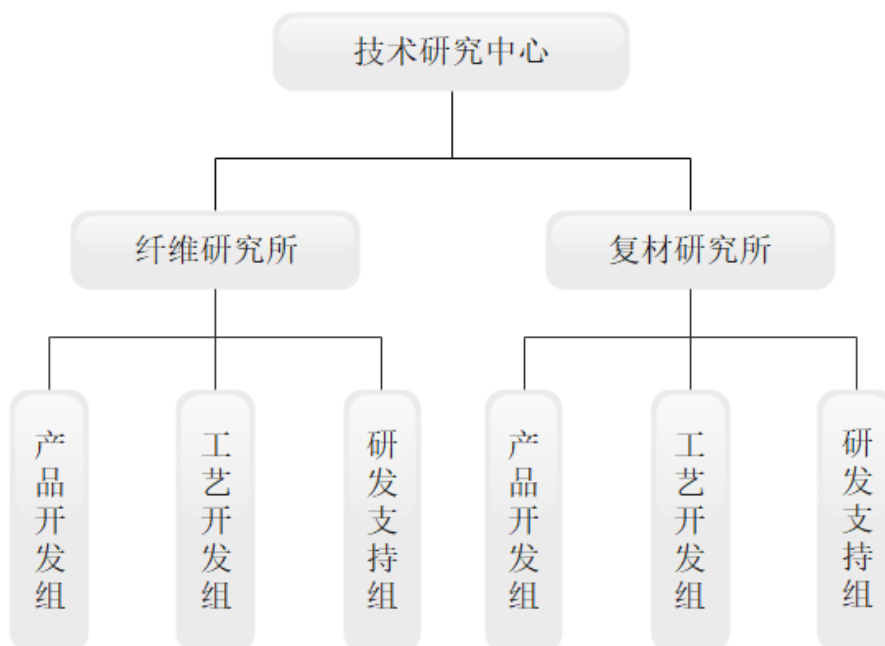 技术研究中心
纤维研究所
复材研究所
产品开发组
工艺开发组
研发支持组
产品开发组
工艺开发组
研发支持组